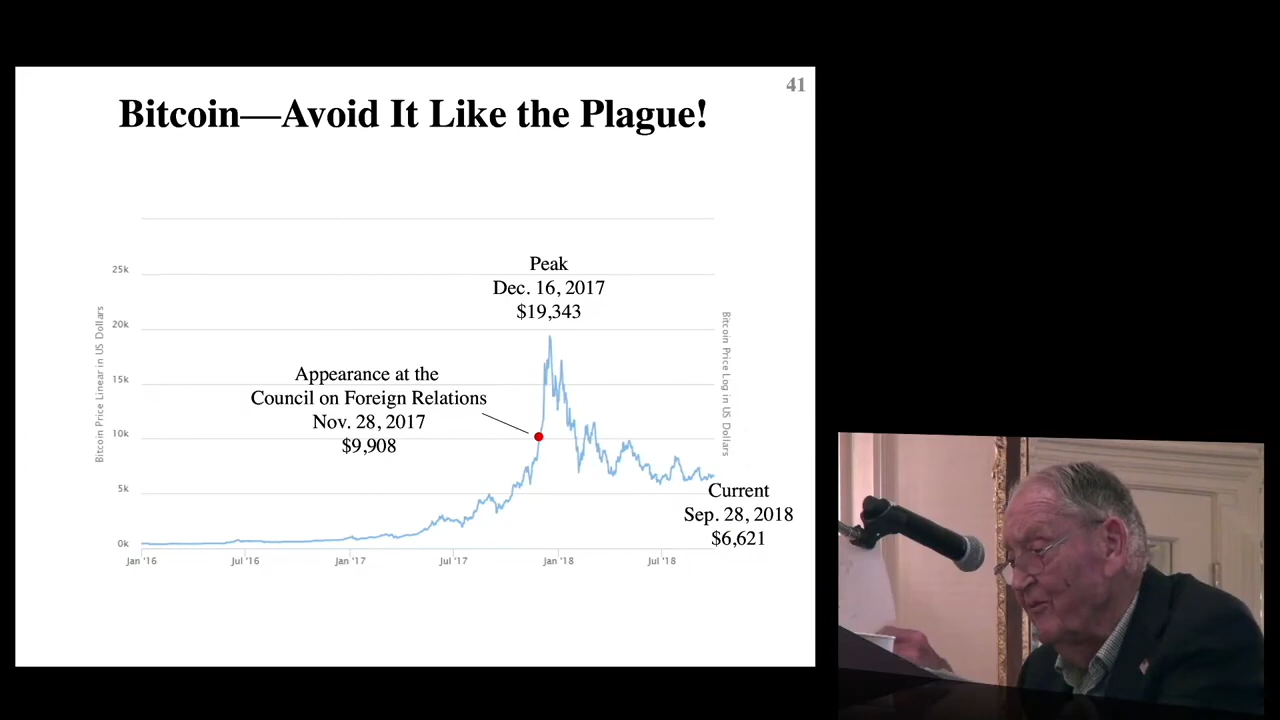 41
Bitcoin—Avoid It Like the Plague!
Peak
Dec. 16, 2017
$19,343
Appearance at the
Council on Foreign Relations
Nov. 28, 2017
$9,908
Current
Sep. 28, 2018
$6,621
Bitcoin Price Linear in US Dollars
25k
20k
15k
10k
5k
0k
Jan '16
Jul '16
Jan '17
Jul '17
Jan '18
Jul '18
Bitcoin Price Log in US Dollars